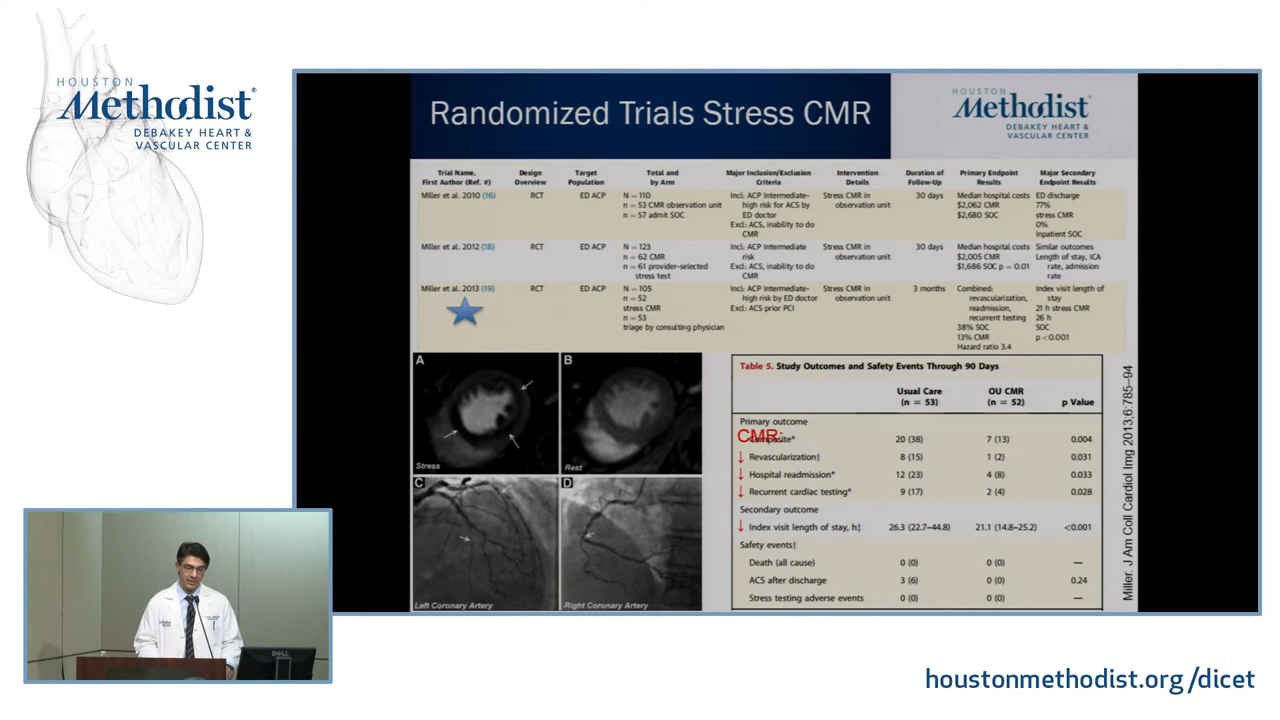 HOUSTON
Methodist®
DEBAKEY HEART &
VASCULAR CENTER
Randomized Trials Stress CMR
HOUSTON
Methodist®
DEBAKEY HEART &
VASCULAR CENTER
Trial Name,
First Author (Ref. #)
Design
Overview
Target
Population
Total and
by Arm
Major Inclusion/Exclusion
Criteria
Intervention
Details
Duration of
Follow-Up
Primary Endpoint
Results
Major Secondary
Endpoint Results
Miller et al. 2010 (16)
RCT
ED ACP
N = 110
n = 53 CMR observation unit
n = 57 admit SOC
Incl: ACP intermediate-
high risk for ACS by
ED doctor
Excl: ACS, inability to do
CMR
Stress CMR in
observation unit
30 days
Median hospital costs
$2,062 CMR
$2,680 SOC
ED discharge
77%
stress CMR
0%
Inpatient SOC
Miller et al. 2012 (18)
RCT
ED ACP
N = 123
n = 62 CMR
n = 61 provider-selected
stress test
Incl: ACP intermediate
risk
Excl: ACS, inability to do
CMR
Stress CMR in
observation unit
30 days
Median hospital costs
$2,005 CMR
$1,686 SOC p = 0.01
Similar outcomes
Length of stay, ICA
rate, admission
rate
Miller et al. 2013 (19)
RCT
ED ACP
N = 105
n = 52
stress CMR
n = 53
triage by consulting physician
Incl: ACP Intermediate-
high risk by ED doctor
Excl: ACS prior PCI
Stress CMR in
observation unit
3 months
Combined:
revascularization,
readmission,
recurrent testing
38% SOC
13% CMR
Hazard ratio 3.4
Index visit length of
stay
21 h stress CMR
26 h
SOC
p <0.001
A
Stress
B
Rest
C
Left Coronary Artery
D
Right Coronary Artery
Table 5. Study Outcomes and Safety Events Through 90 Days
Usual Care
(n = 53)
OU CMR
(n = 52)
p Value
Primary outcome
CMR:
Composite* 20 (38) 7 (13) 0.004
↓ Revascularization† 8 (15) 1 (2) 0.031
↓ Hospital readmission* 12 (23) 4 (8) 0.033
↓ Recurrent cardiac testing* 9 (17) 2 (4) 0.028
Secondary outcome
↓ Index visit length of stay, h‡ 26.3 (22.7–44.8) 21.1 (14.8–25.2) <0.001
Safety events†
Death (all cause) 0 (0) 0 (0) —
ACS after discharge 3 (6) 0 (0) 0.24
Stress testing adverse events 0 (0) 0 (0) —
Miller. J Am Coll Cardiol Img 2013;6:785–94
DELL
houstonmethodist.org/dicet